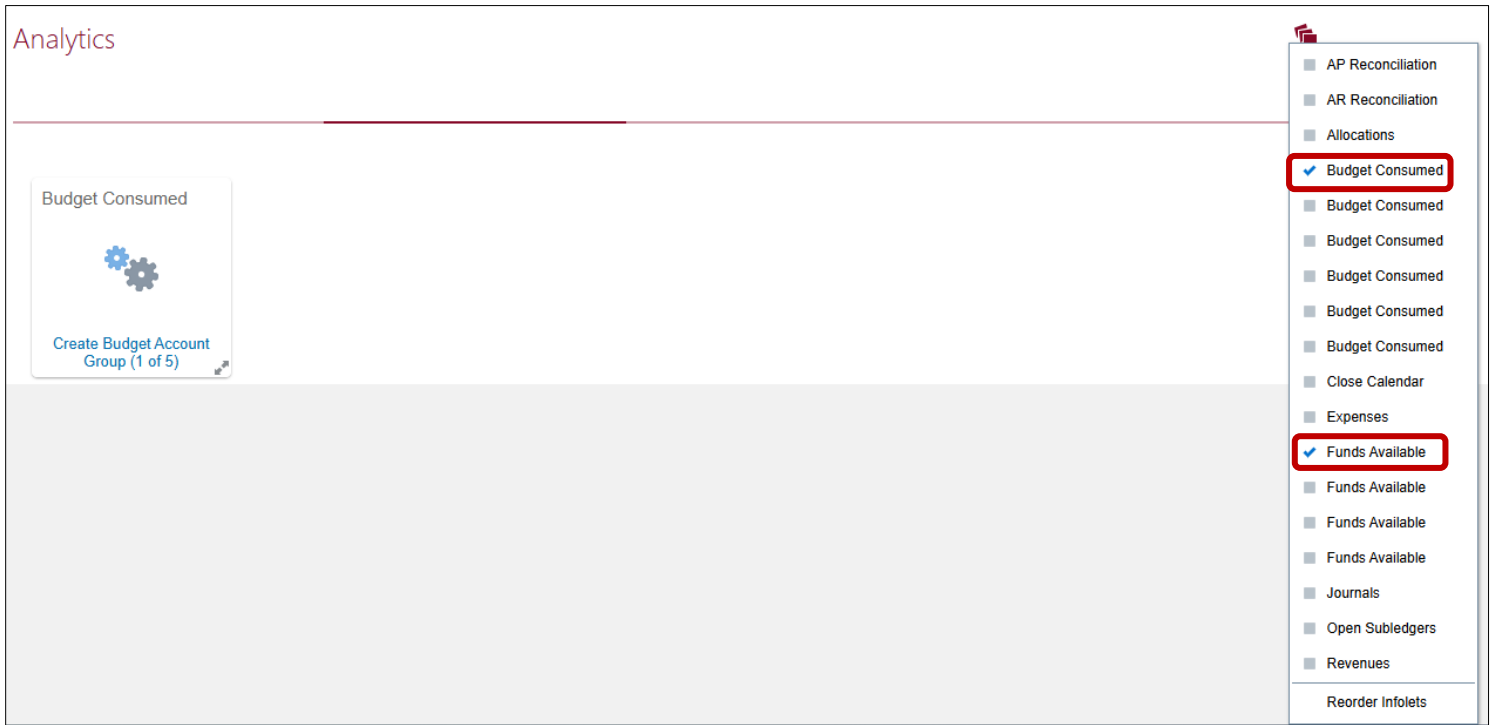 Analytics
Budget Consumed
Create Budget Account
Group (1 of 5)
AP Reconciliation
AR Reconciliation
Allocations
Budget Consumed
Budget Consumed
Budget Consumed
Budget Consumed
Budget Consumed
Budget Consumed
Close Calendar
Expenses
Funds Available
Funds Available
Funds Available
Funds Available
Journals
Open Subledgers
Revenues
Reorder Infolets